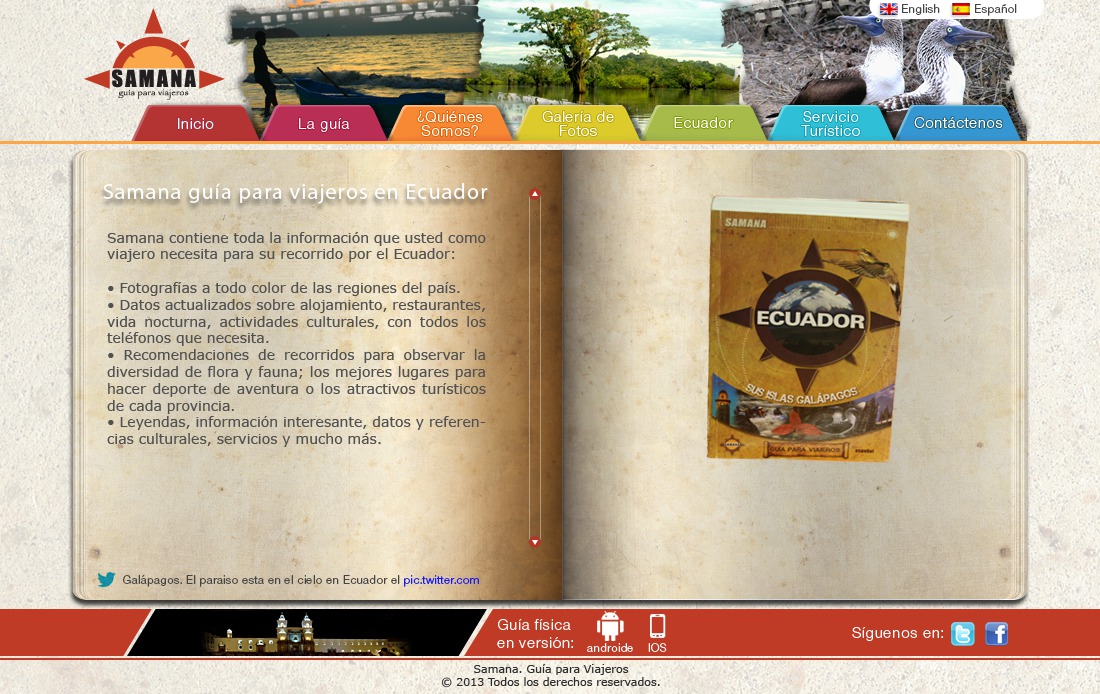 English
Español
SAMANA
guía para viajeros
Inicio
La guía
¿Quiénes
Somos?
Galería de
Fotos
Ecuador
Servicio
Turístico
Contáctenos
Samana guía para viajeros en Ecuador
Samana contiene toda la información que usted como
viajero necesita para su recorrido por el Ecuador:
• Fotografías a todo color de las regiones del país.
• Datos actualizados sobre alojamiento, restaurantes,
vida nocturna, actividades culturales, con todos los
teléfonos que necesita.
• Recomendaciones de recorridos para observar la
diversidad de flora y fauna; los mejores lugares para
hacer deporte de aventura o los atractivos turísticos
de cada provincia.
• Leyendas, información interesante, datos y referen-
cias culturales, servicios y mucho más.
Galápagos. El paraiso esta en el cielo en Ecuador el pic.twitter.com
SAMANA
ECUADOR
SUS ISLAS GALÁPAGOS
GUÍA PARA VIAJEROS
español
Guía física
en versión:
androide
IOS
Síguenos en:
Samana. Guía para Viajeros
© 2013 Todos los derechos reservados.